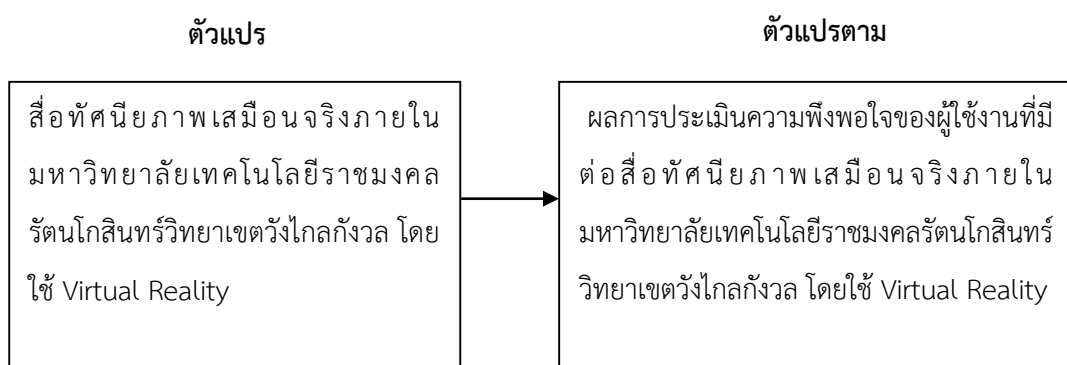 ตัวแปร
ตัวแปรตาม
สื่อทัศนียภาพเสมือนจริงภายใน
มหาวิทยาลัยเทคโนโลยีราชมงคล
รัตนโกสินทร์วิทยาเขตวังไกลกังวล โดย
ใช้ Virtual Reality
ผลการประเมินความพึงพอใจของผู้ใช้งานที่มี
ต่อสื่อทัศนียภาพเสมือนจริงภายใน
มหาวิทยาลัยเทคโนโลยีราชมงคลรัตนโกสินทร์
วิทยาเขตวังไกลกังวล โดยใช้ Virtual Reality